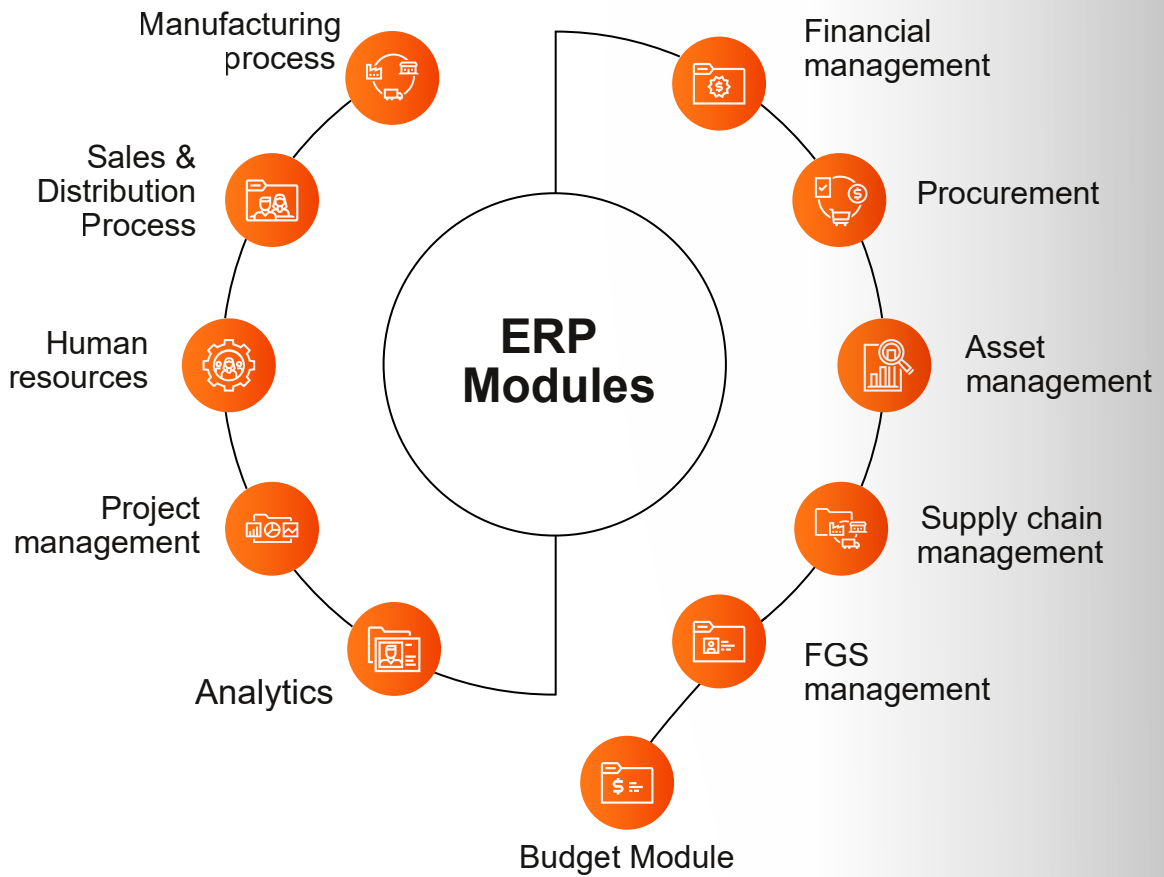 Manufacturing
process
Sales &
Distribution
Process
Human
resources
Project
management
Analytics
ERP
Modules
Financial
management
Procurement
Asset
management
Supply chain
management
FGS
management
Budget Module